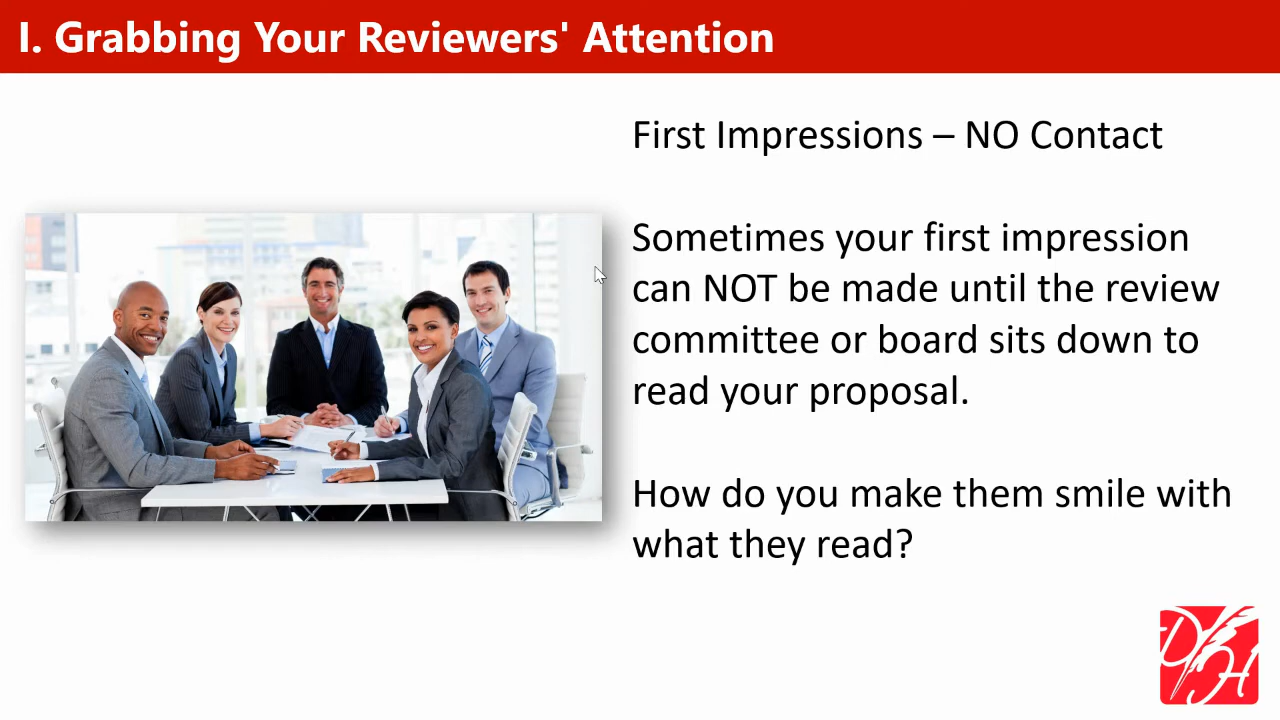 I. Grabbing Your Reviewers' Attention
First Impressions – NO Contact
Sometimes your first impression
can NOT be made until the review
committee or board sits down to
read your proposal.
How do you make them smile with
what they read?
DH